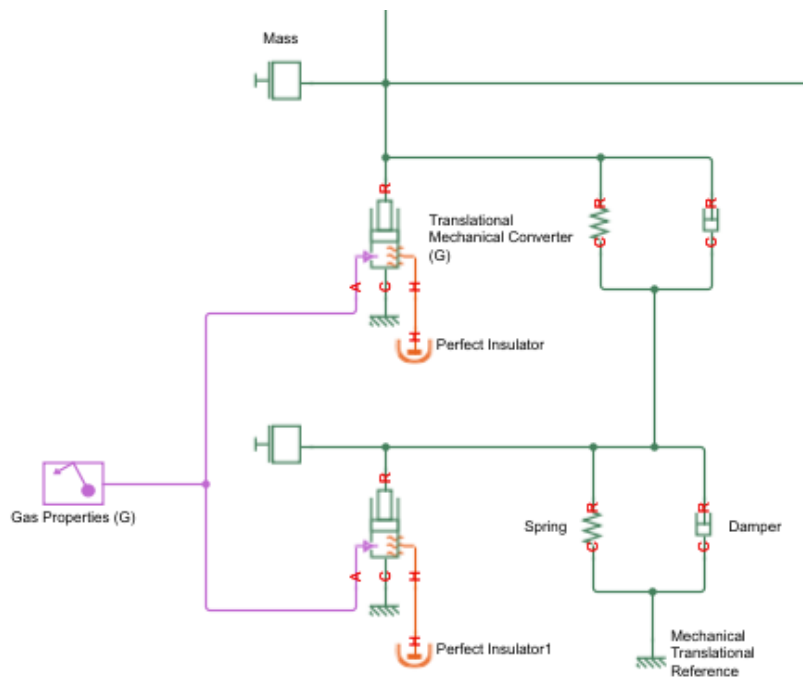 Mass
R
R
R
Translational
Mechanical Converter
(G)
C
C
A
C
H
H
Perfect Insulator
R
Gas Properties (G)
R
R
Spring
Damper
C
C
A
C
H
H
Perfect Insulator1
Mechanical
Translational
Reference